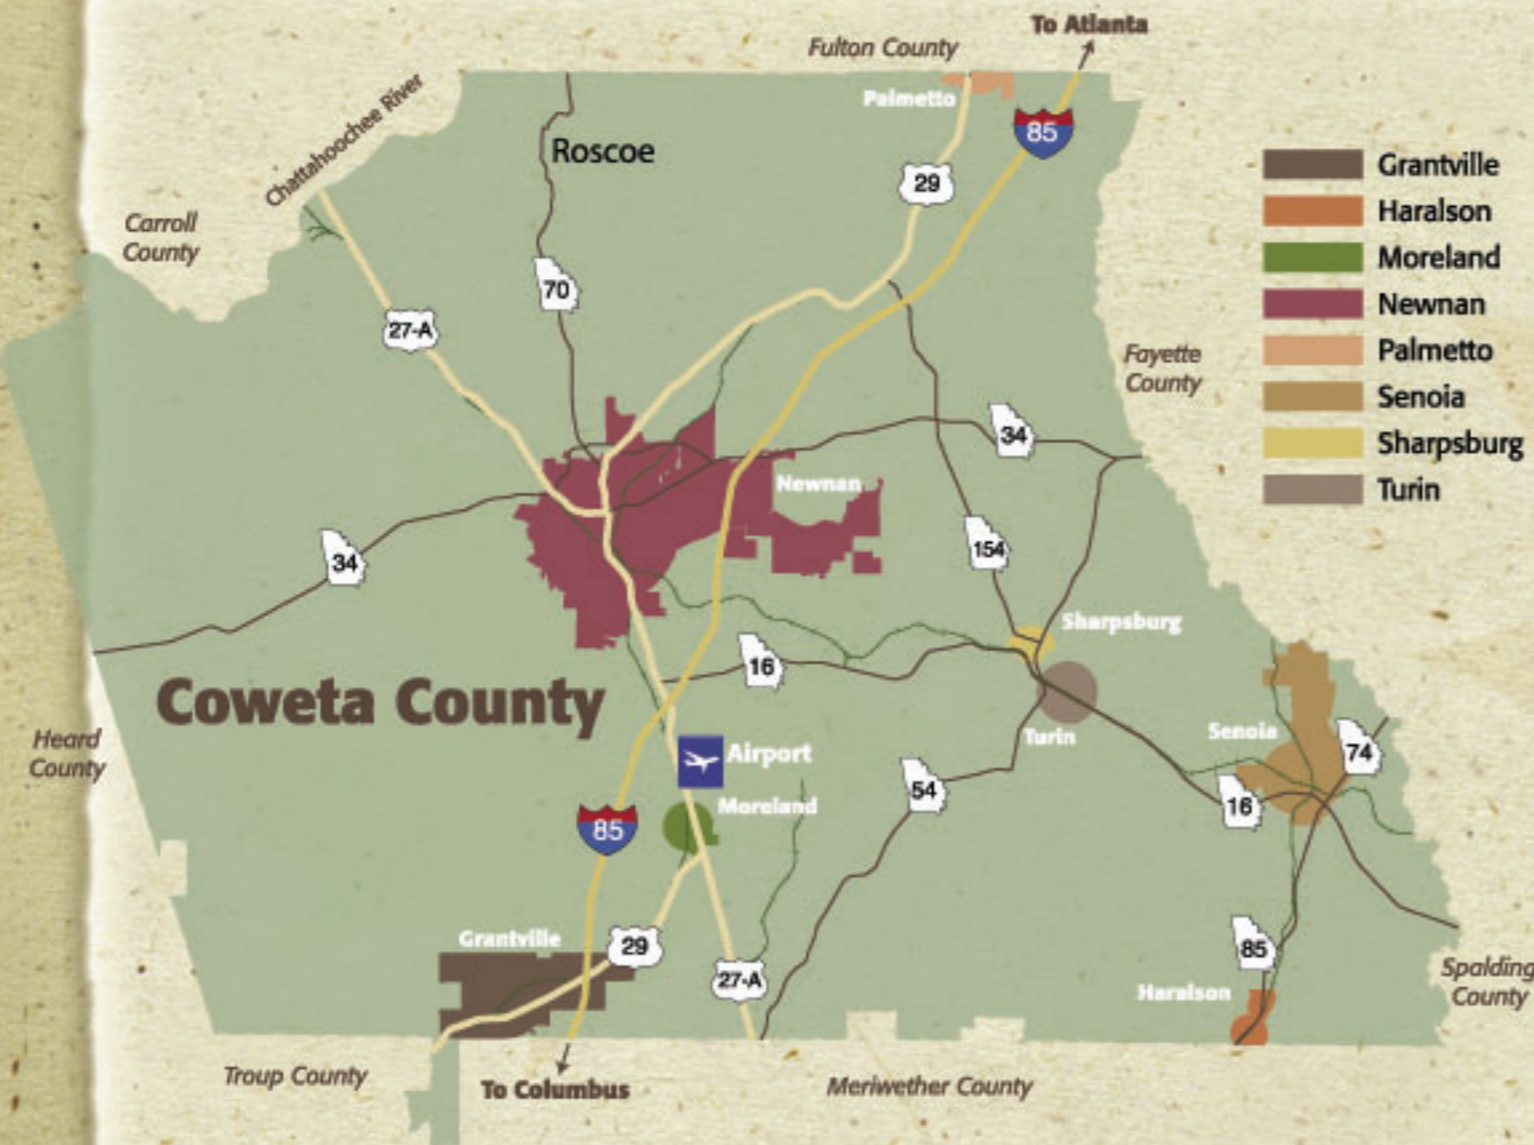 To Atlanta
Fulton County
Palmetto
85
Chattahoochee River
Roscoe
29
Carroll
County
70
27-A
Fayette
County
34
Newnan
34
154
Sharpsburg
16
Coweta County
Heard
County
Turin
Senoia
74
Airport
54
16
Moreland
85
Grantville
29
27-A
85
Haralson
Spalding
County
Troup County
To Columbus
Meriwether County
Grantville
Haralson
Moreland
Newnan
Palmetto
Senoia
Sharpsburg
Turin